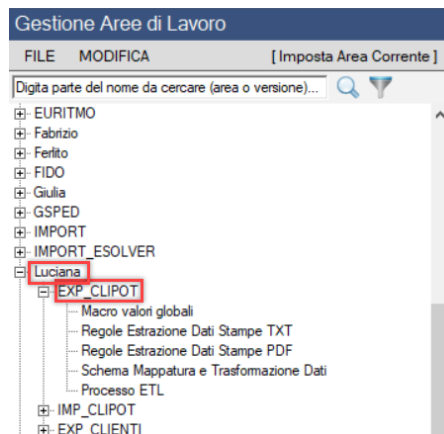 Gestione Aree di Lavoro
FILE MODIFICA [ Imposta Area Corrente ]
Digita parte del nome da cercare (area o versione)...
EURITMO
Fabrizio
Ferlito
FIDO
Giulia
GSPED
IMPORT
IMPORT_ESOLVER
Luciana
EXP_CLIPOT
Macro valori globali
Regole Estrazione Dati Stampe TXT
Regole Estrazione Dati Stampe PDF
Schema Mappatura e Trasformazione Dati
Processo ETL
IMP_CLIPOT
EXP_CLIENTI